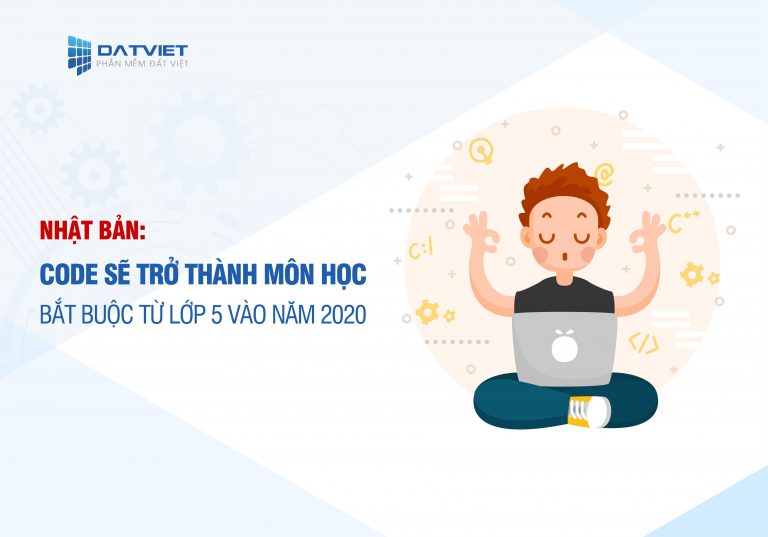 DATVIET
PHẦN MỀM ĐẤT VIỆT
NHẬT BẢN:
CODE SẼ TRỞ THÀNH MÔN HỌC
BẮT BUỘC TỪ LỚP 5 VÀO NĂM 2020
@
C:\
C++
</>